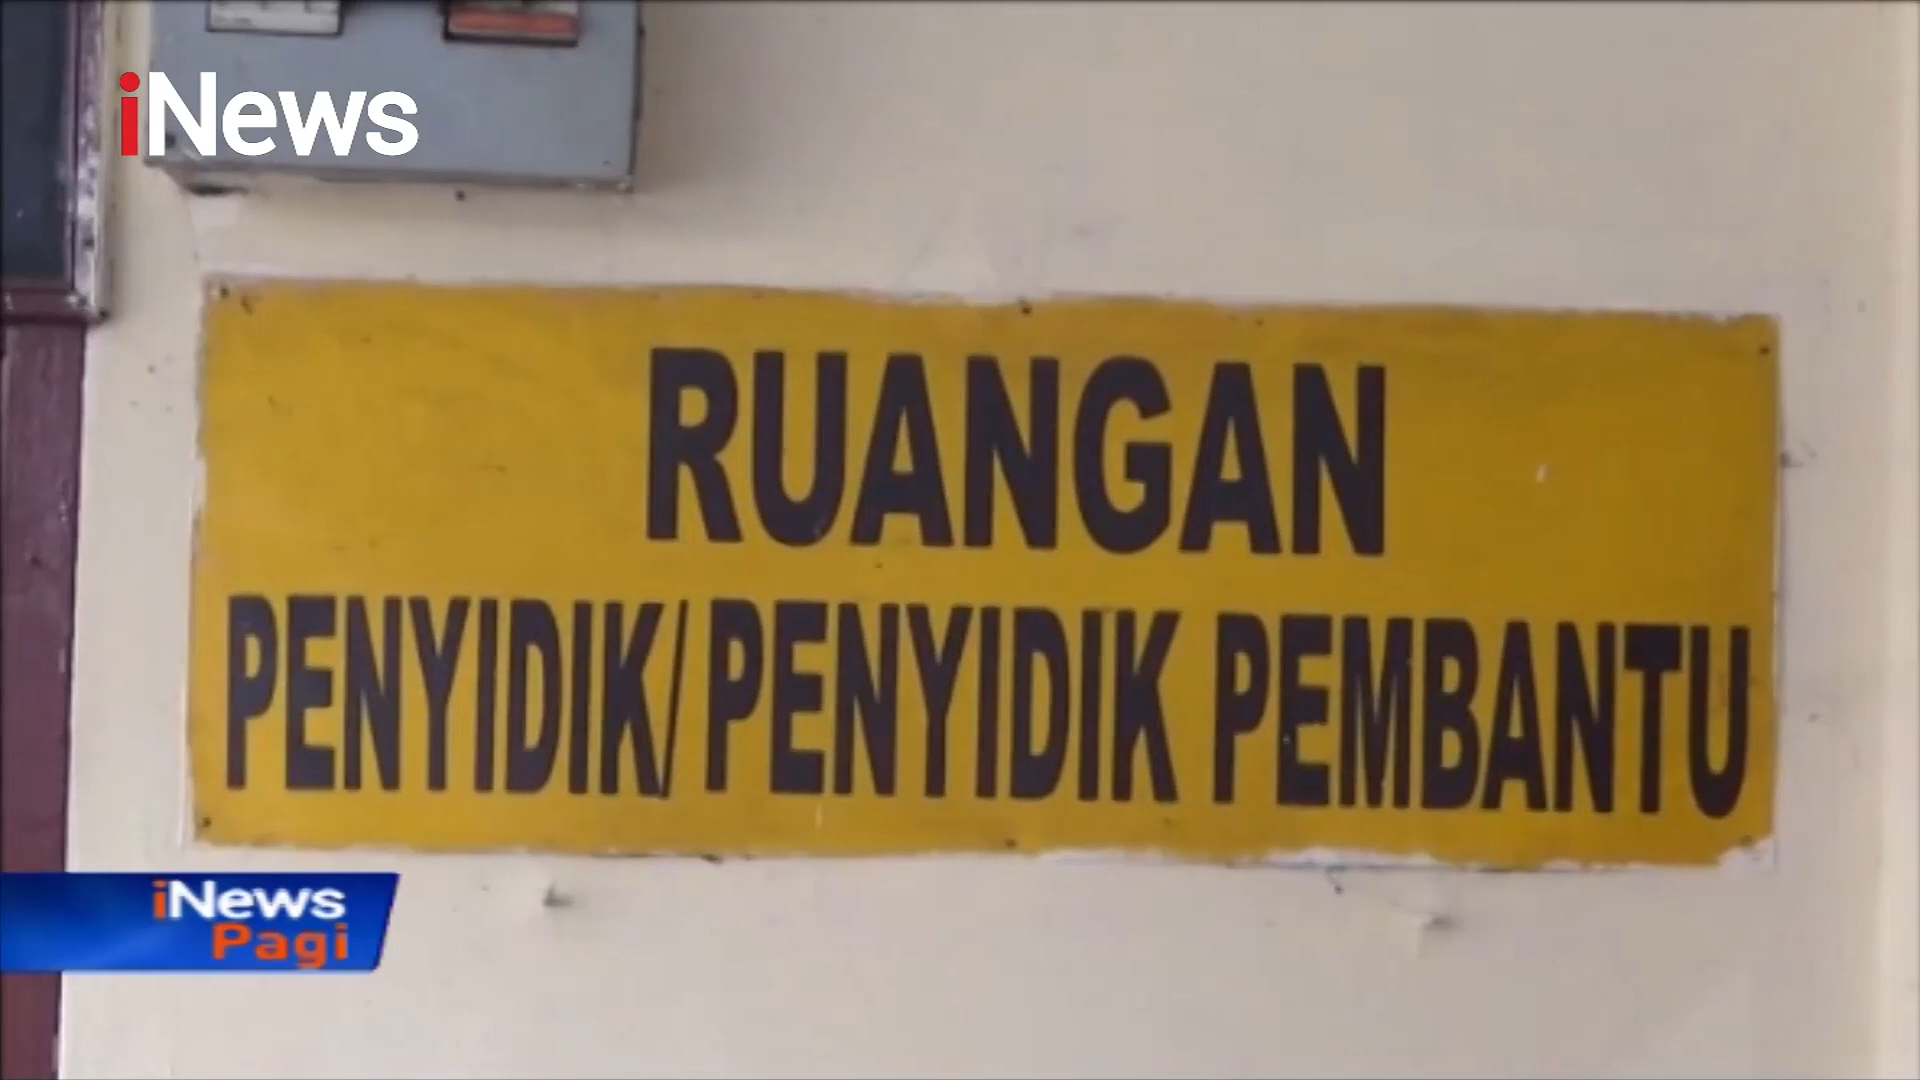 iNews
RUANGAN
PENYIDIK/PENYIDIK PEMBANTU
iNews
Pagi